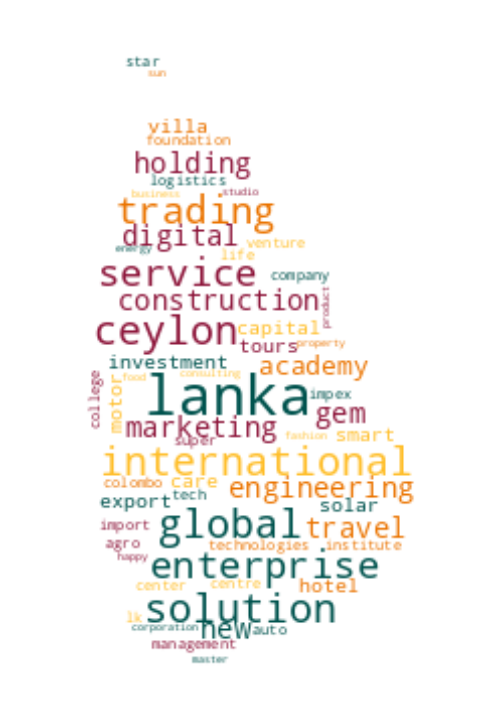 star
sun
villa
foundation
holding
logistics
business studio
trading
digital
energy venture
life
service company
construction product
ceylon capital
tours property
investment academy
college motor food consulting
lanka impex
marketing gem
super fashion smart
international
colombo care engineering
export tech solar
import global travel
agro technologies institute
happy enterprise
center centre hotel
lk solution
corporation new auto
management
master